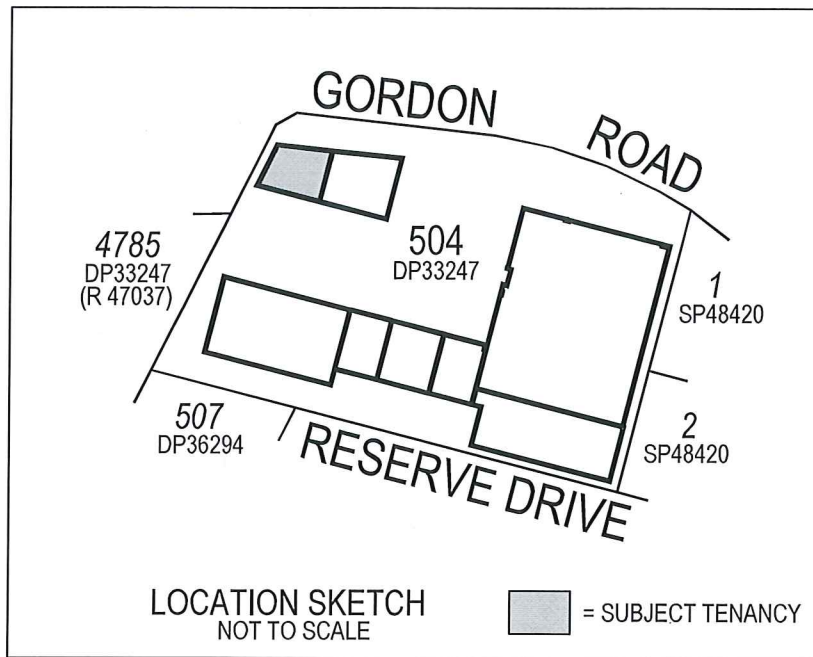 GORDON ROAD
4785
DP33247
(R 47037)
504
DP33247
1
SP48420
2
SP48420
507
DP36294
RESERVE DRIVE
LOCATION SKETCH
NOT TO SCALE
= SUBJECT TENANCY